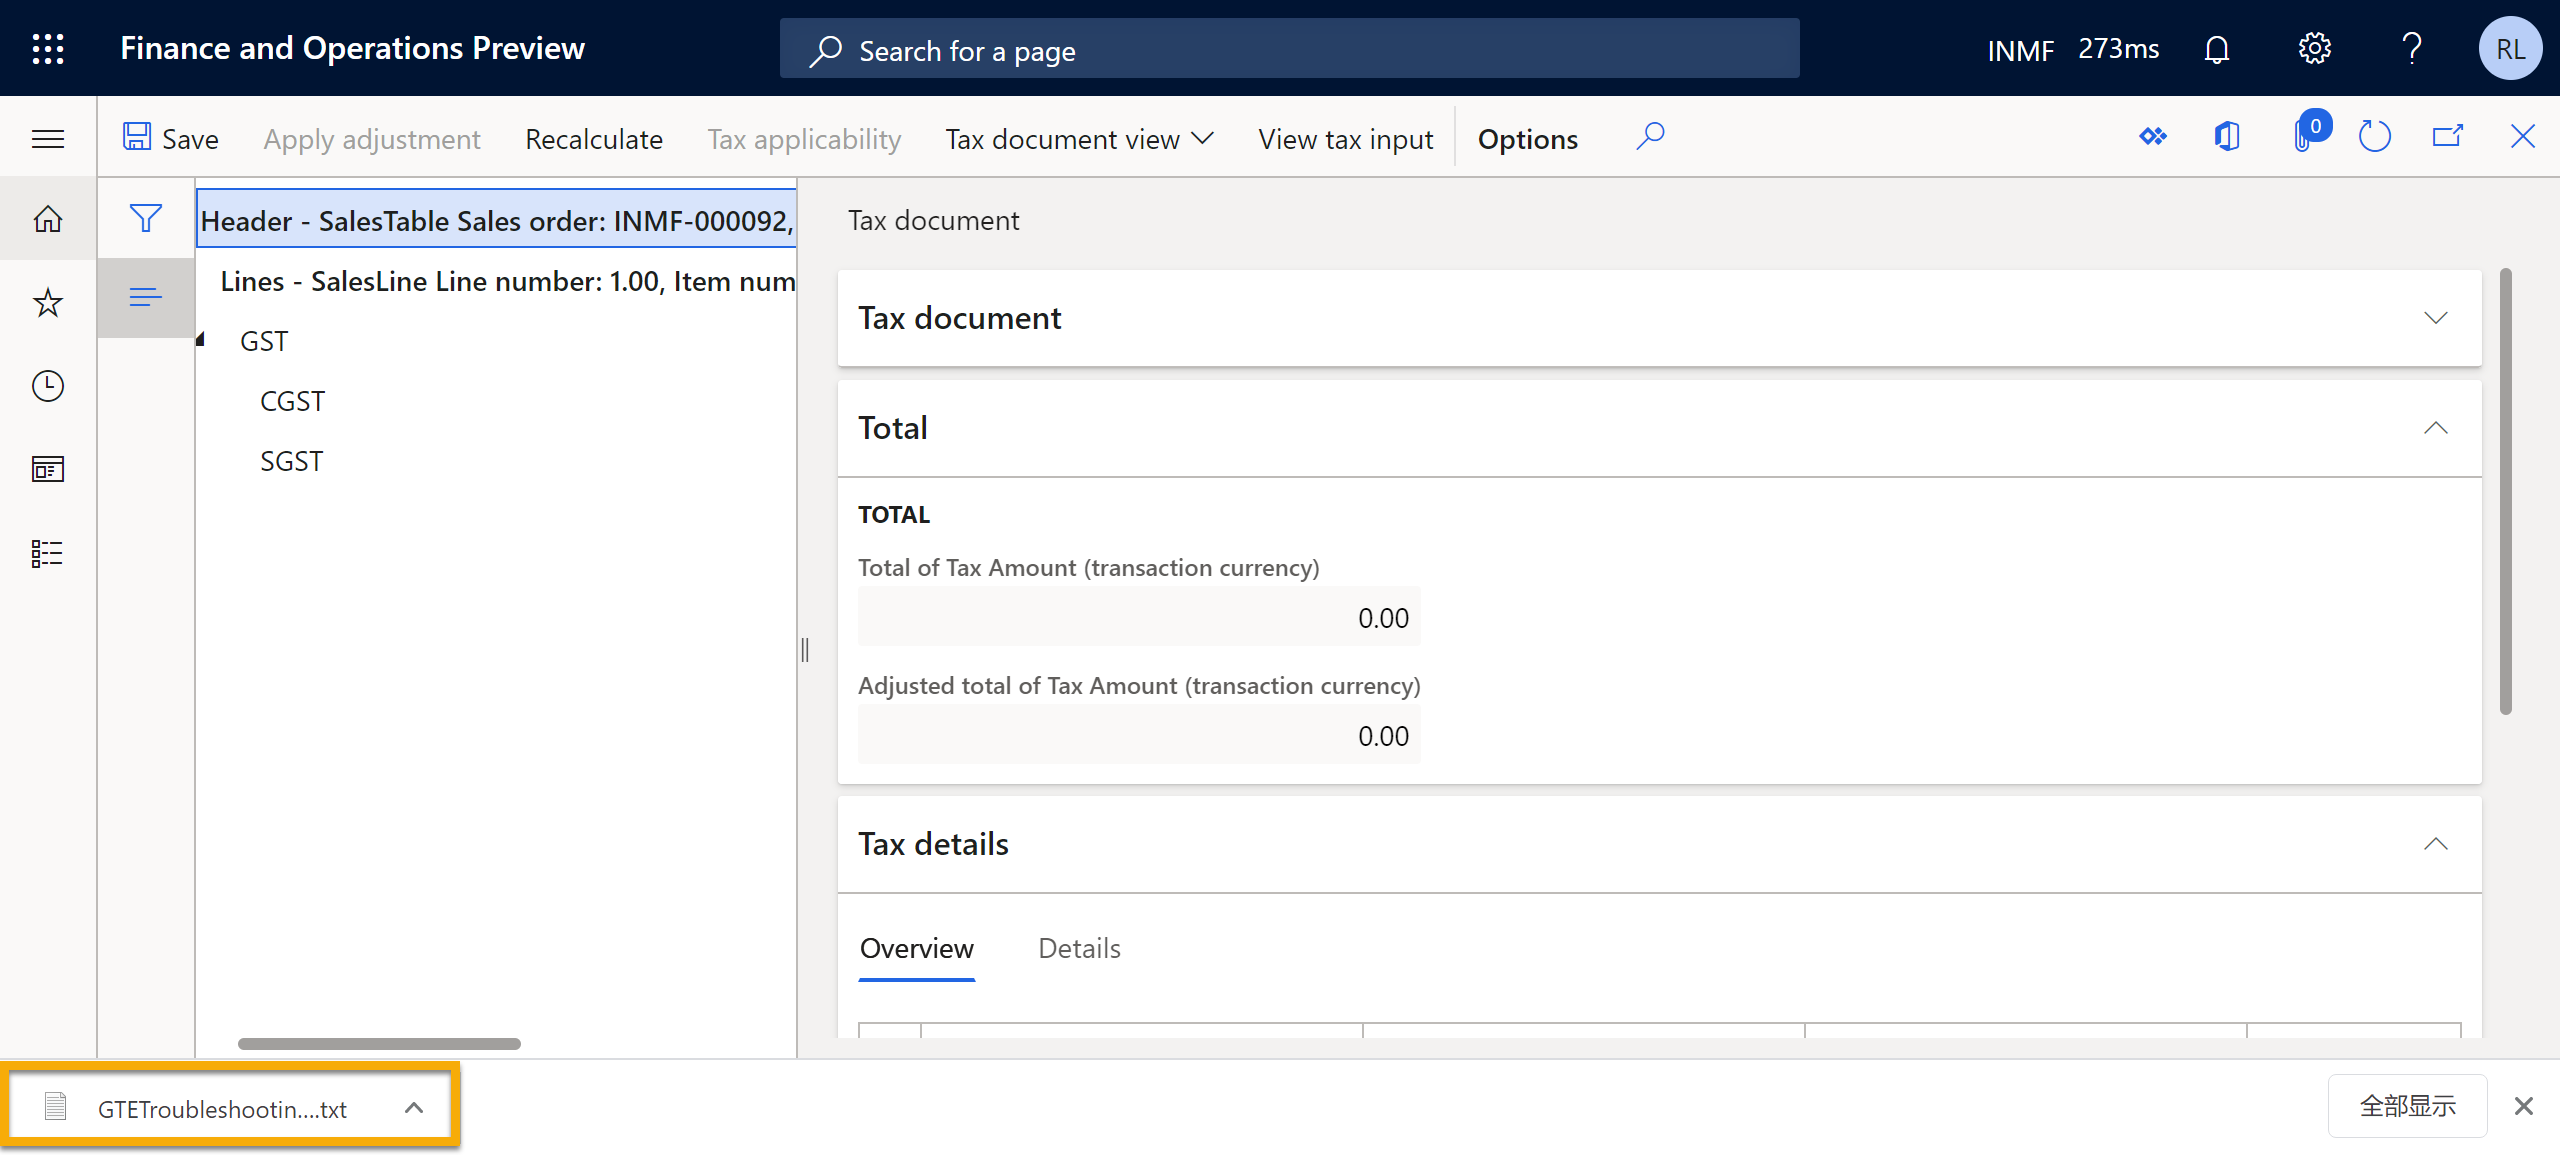 Finance and Operations Preview
Search for a page
INMF 273ms
RL
Save Apply adjustment Recalculate Tax applicability Tax document view View tax input Options
0
Header - SalesTable Sales order: INMF-000092,
Lines - SalesLine Line number: 1.00, Item num
GST
CGST
SGST
Tax document
Tax document
Total
TOTAL
Total of Tax Amount (transaction currency)
0.00
Adjusted total of Tax Amount (transaction currency)
0.00
Tax details
Overview Details
GTETroubleshootin....txt
全部显示